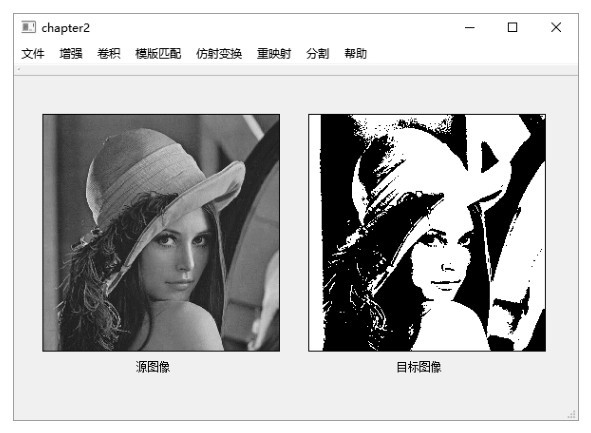 chapter2
文件 增强 卷积 模版匹配 仿射变换 重映射 分割 帮助
源图像 目标图像